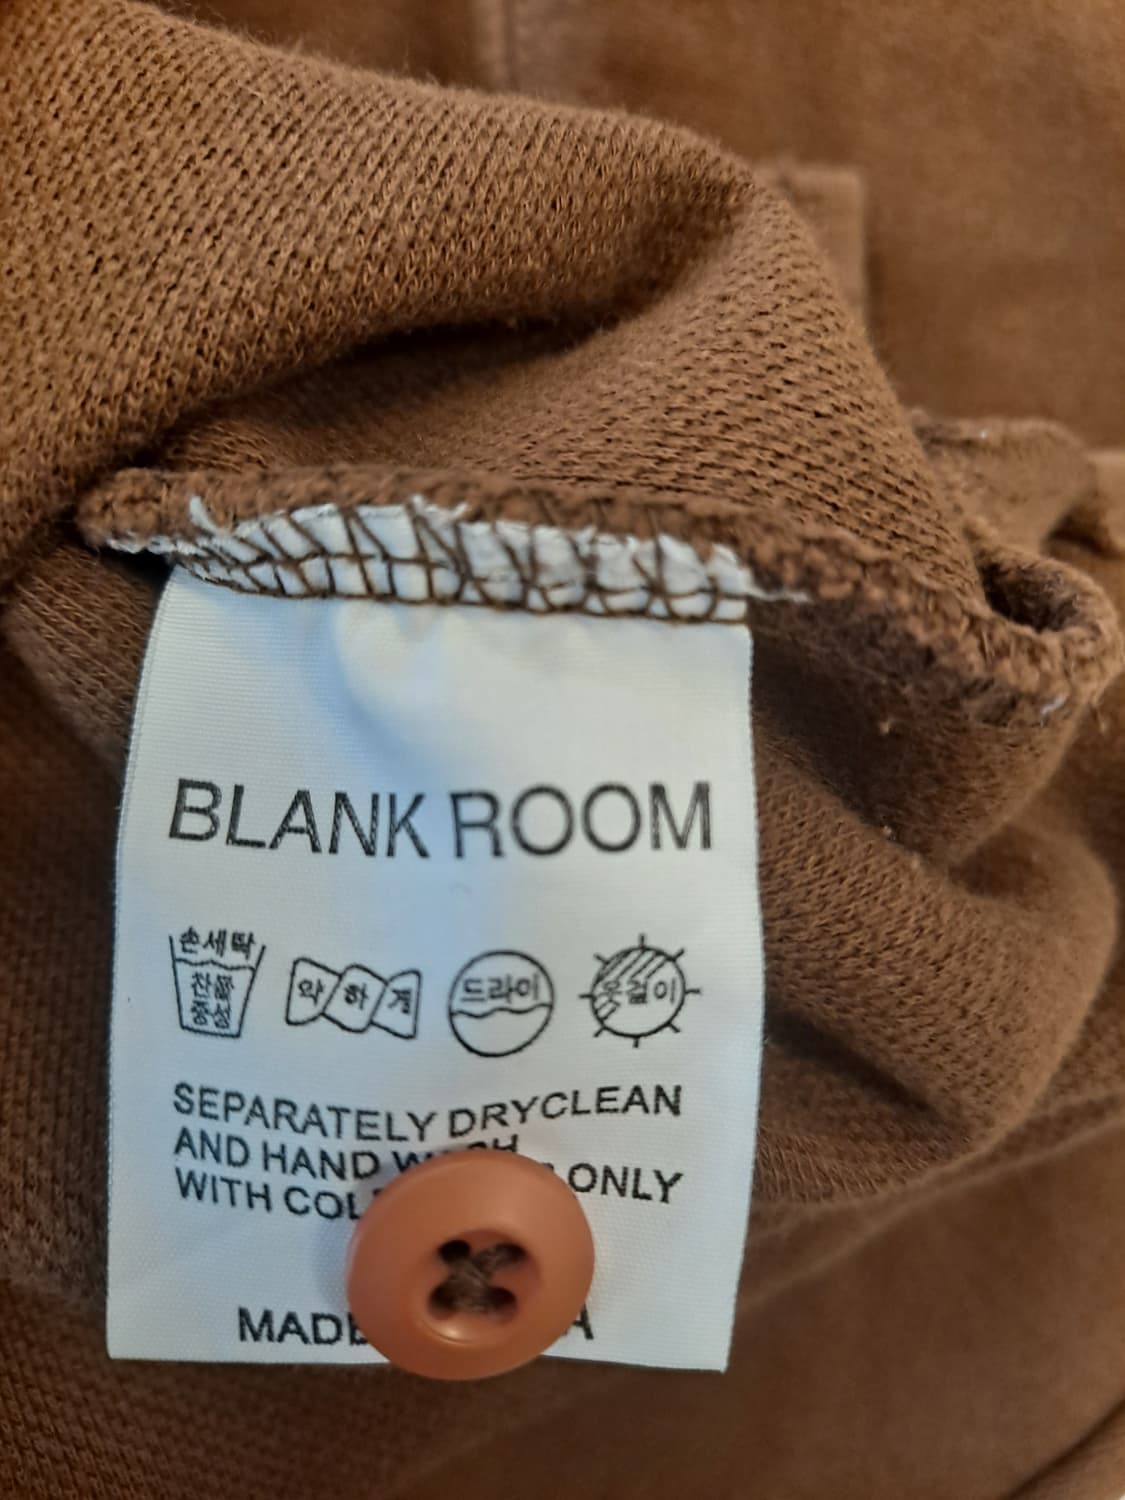 BLANK ROOM
손세탁
찬물
중성
약하게
드라이
옷걸이
SEPARATELY DRYCLEAN
AND HAND
WITH ONLY